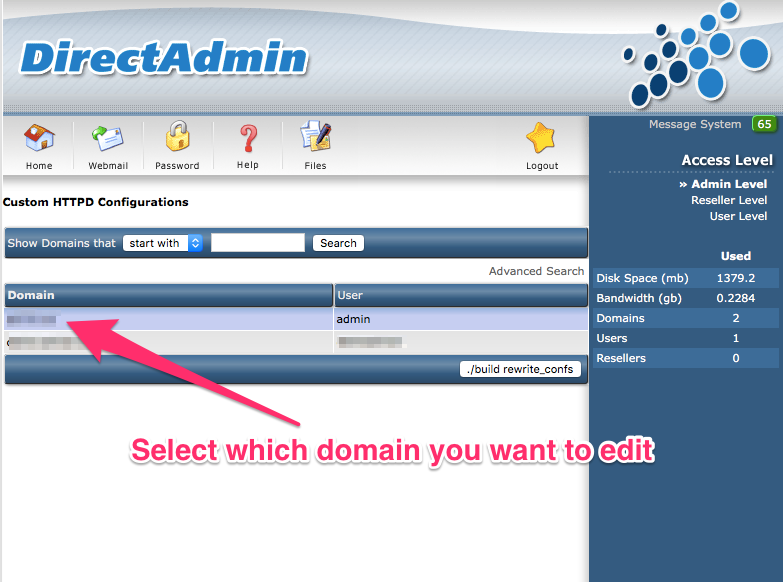 DirectAdmin
Home Webmail Password Help Files Logout
Message System 65
Access Level
» Admin Level
Reseller Level
User Level
Custom HTTPD Configurations
Show Domains that start with Search
Advanced Search
Domain User
admin
./build rewrite_confs
Used
Disk Space (mb) 1379.2
Bandwidth (gb) 0.2284
Domains 2
Users 1
Resellers 0
Select which domain you want to edit